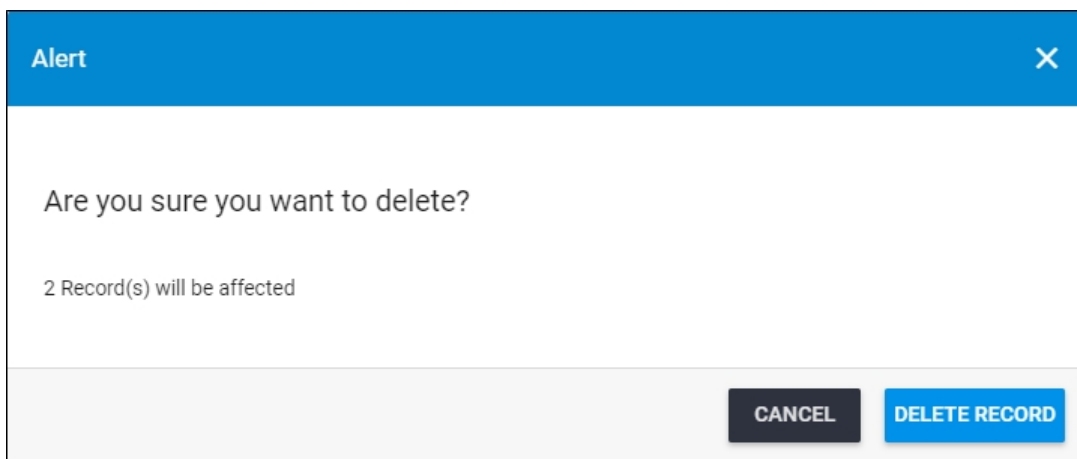 Alert
Are you sure you want to delete?
2 Record(s) will be affected
CANCEL DELETE RECORD